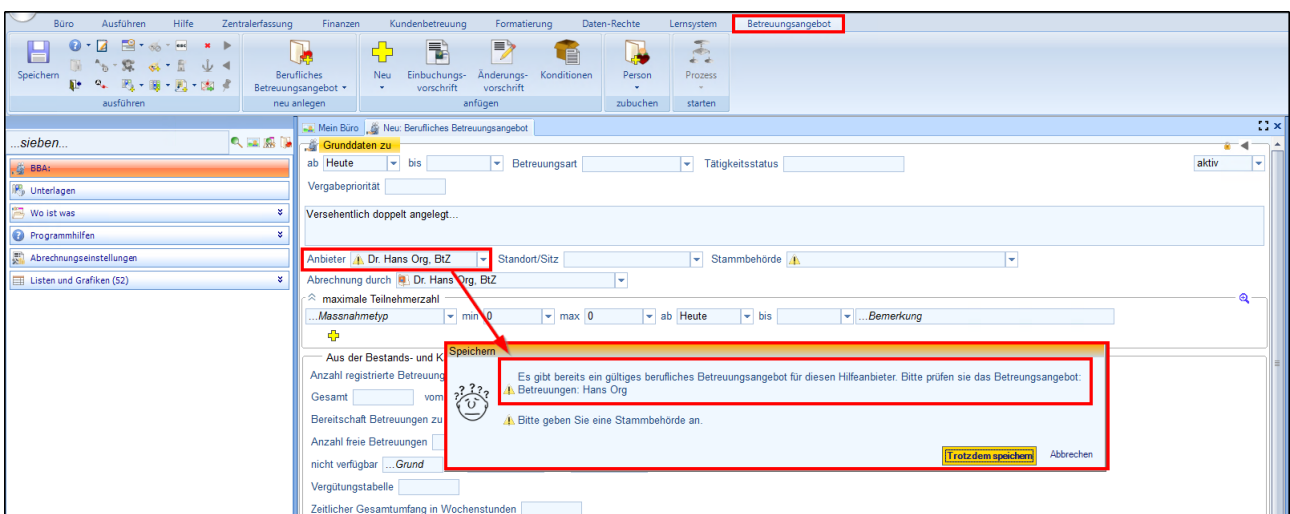 Büro Ausführen Hilfe Zentralerfassung Finanzen Kundenbetreuung Formatierung Daten-Rechte Lernsystem Betreuungsangebot
Speichern
ausführen
Berufliches
Betreuungsangebot
neu anlegen
Neu Einbuchungs- Änderungs- Konditionen
vorschrift vorschrift
anfügen
Person
zubuchen
Prozess
starten
Mein Büro Neu: Berufliches Betreuungsangebot
...sieben...
BBA:
Unterlagen
Wo ist was
Programmhilfen
Abrechnungseinstellungen
Listen und Grafiken (52)
Grunddaten zu
ab Heute bis Betreuungsart Tätigkeitsstatus aktiv
Vergabepriorität
Versehentlich doppelt angelegt...
Anbieter Dr. Hans Org, BtZ Standort/Sitz Stammbehörde
Abrechnung durch Dr. Hans Org, BtZ
maximale Teilnehmerzahl
...Massnahmetyp min 0 max 0 ab Heute bis ...Bemerkung
Aus der Bestands- und K
Anzahl registrierte Betreuung
Gesamt vom
Bereitschaft Betreuungen zu
Anzahl freie Betreuungen
nicht verfügbar ...Grund
Vergütungstabelle
Zeitlicher Gesamtumfang in Wochenstunden
Speichern
????
Es gibt bereits ein gültiges berufliches Betreuungsangebot für diesen Hilfeanbieter. Bitte prüfen sie das Betreungsangebot:
Betreuungen: Hans Org
Bitte geben Sie eine Stammbehörde an.
Trotzdem speichern Abbrechen